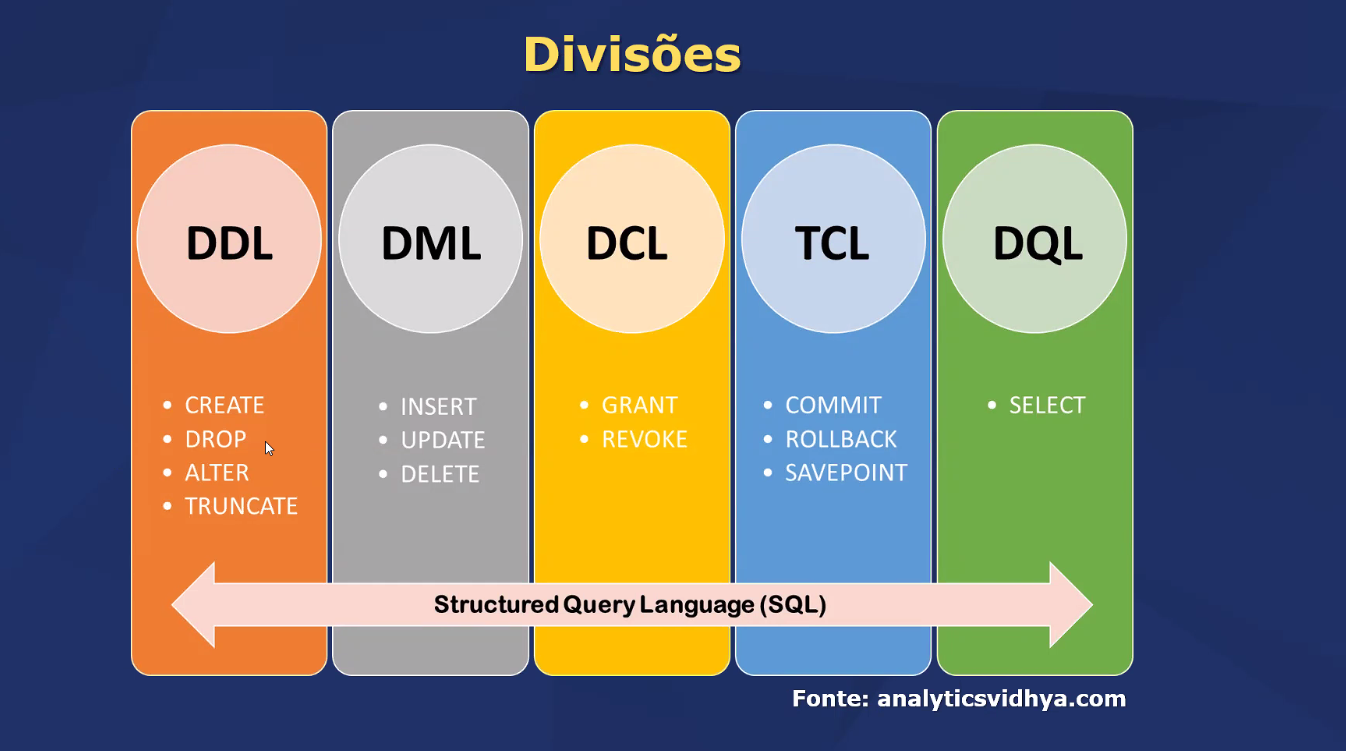 Divisões
DDL
• CREATE
• DROP
• ALTER
• TRUNCATE
DML
• INSERT
• UPDATE
• DELETE
DCL
• GRANT
• REVOKE
TCL
• COMMIT
• ROLLBACK
• SAVEPOINT
DQL
• SELECT
Structured Query Language (SQL)
Fonte: analyticsvidhya.com